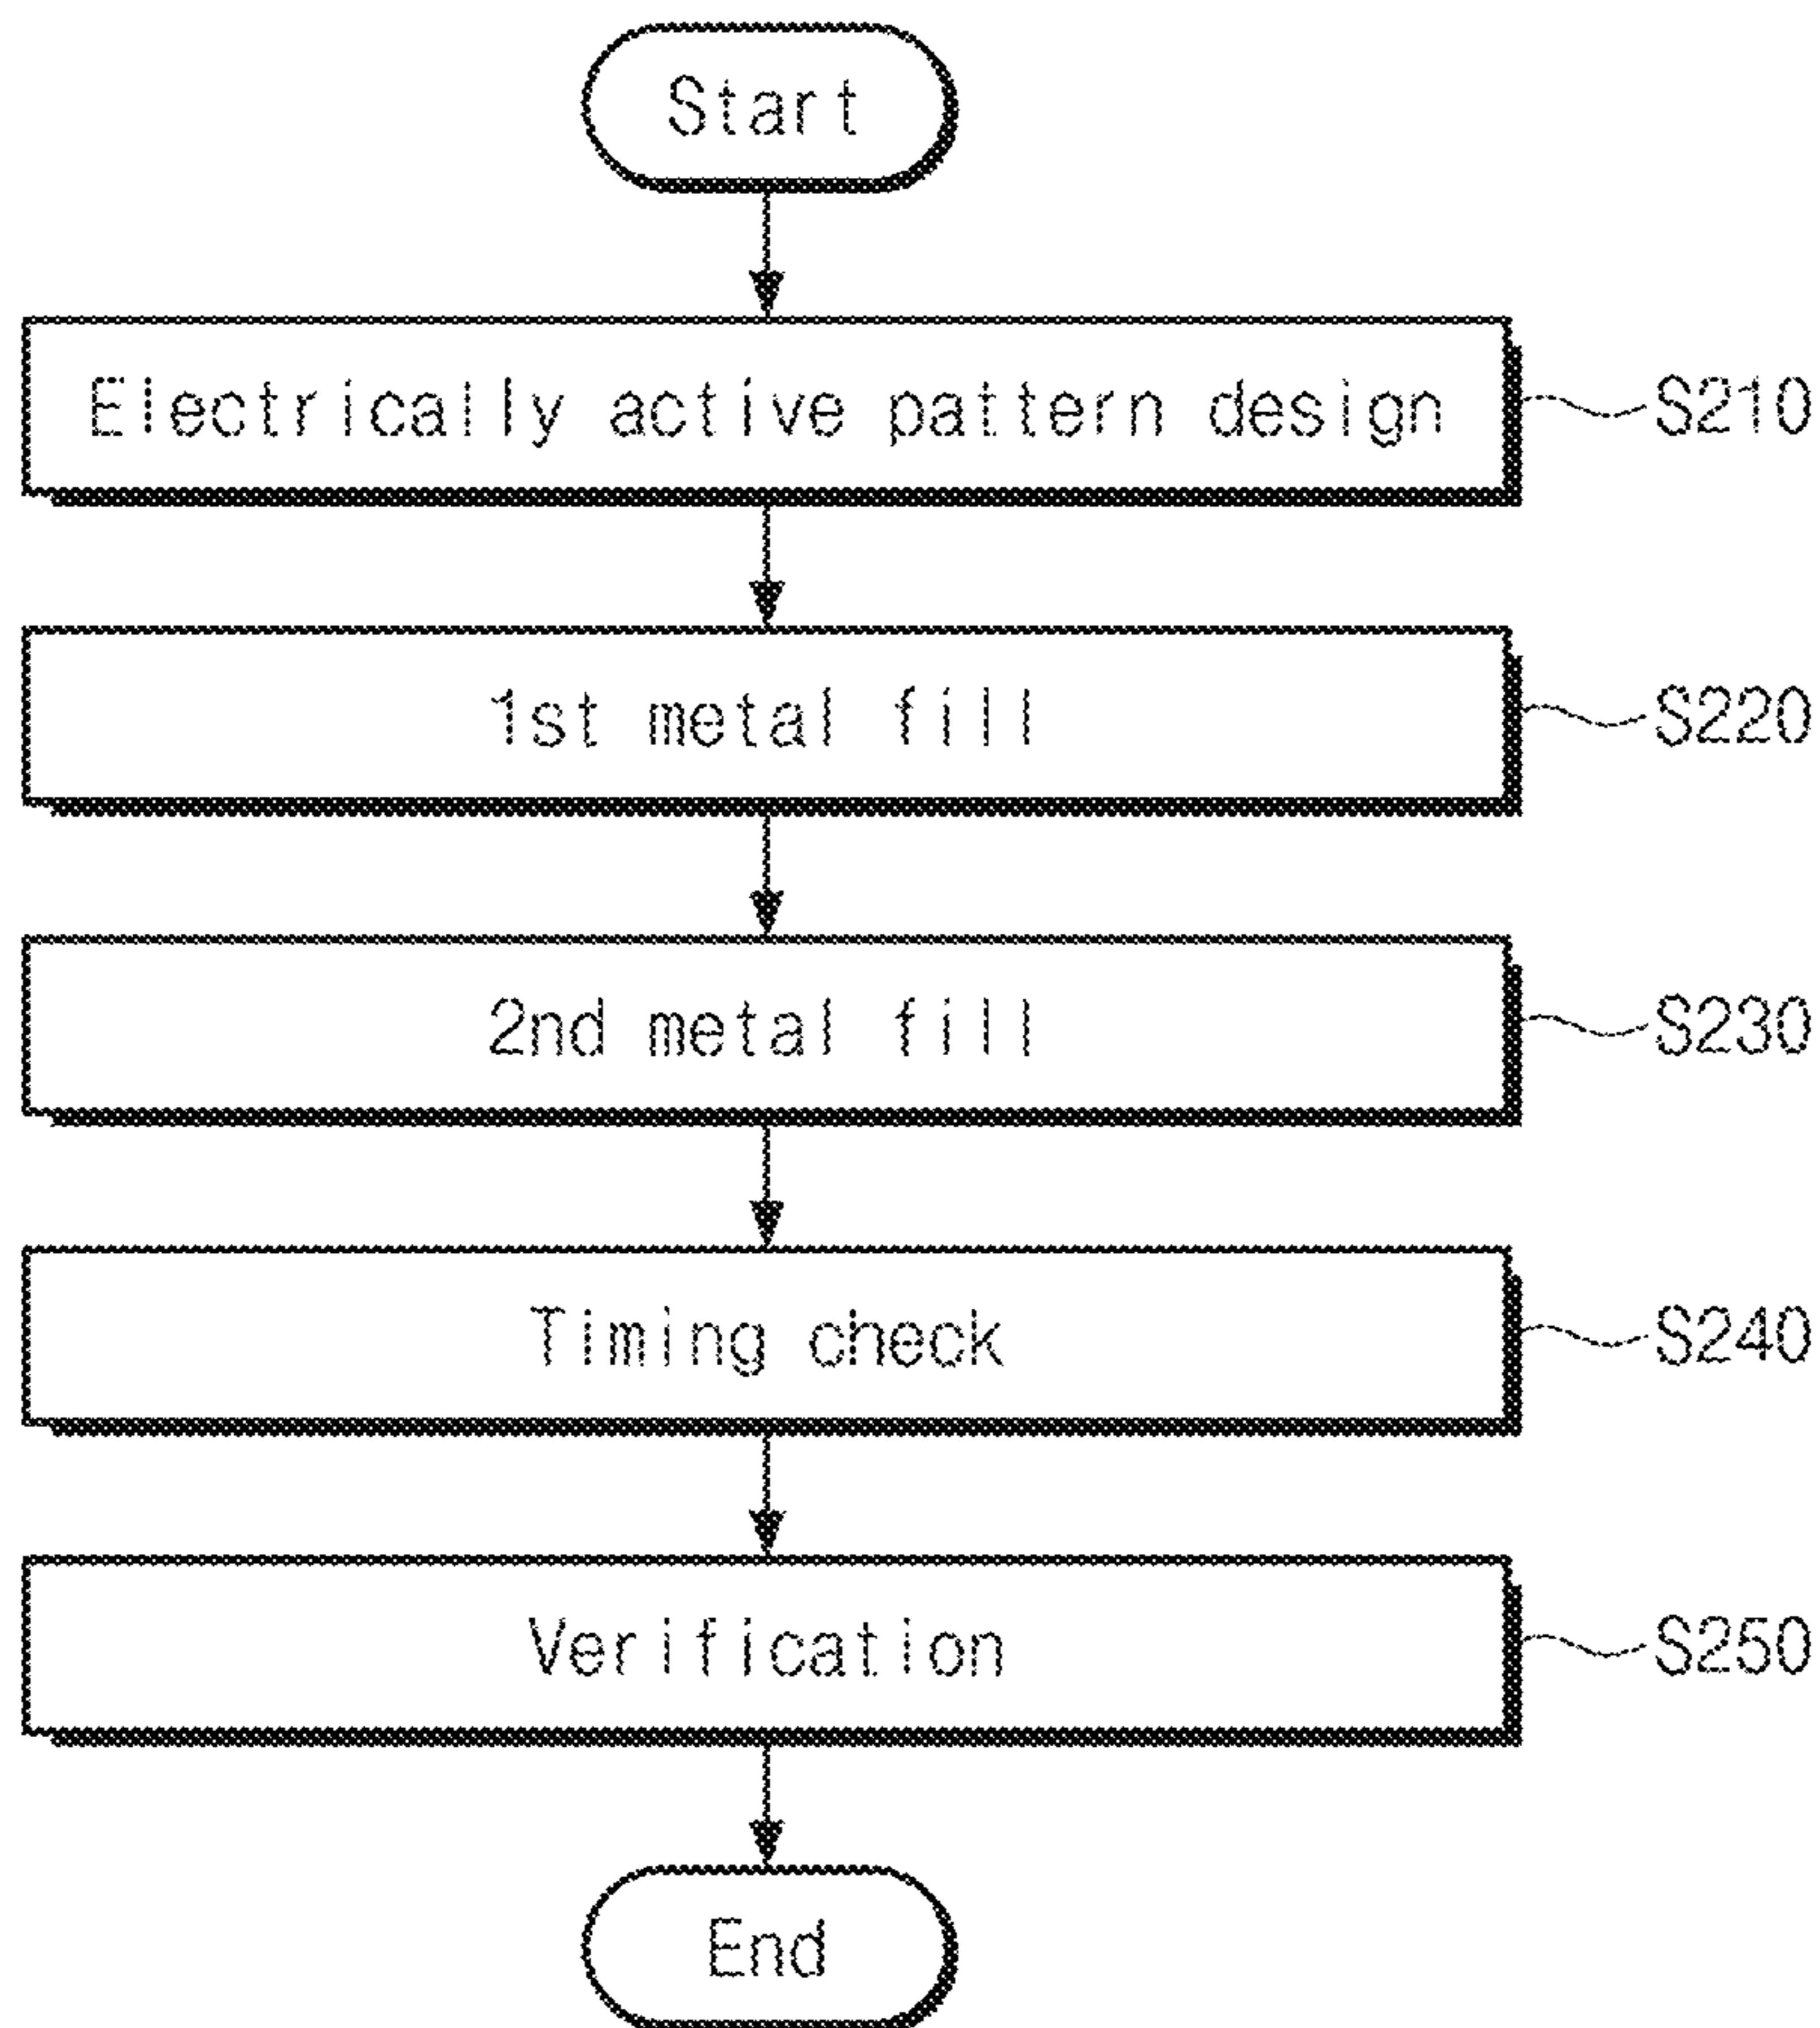 Start
Electrically active pattern design S210
1st metal fill S220
2nd metal fill S230
Timing check S240
Verification S250
End